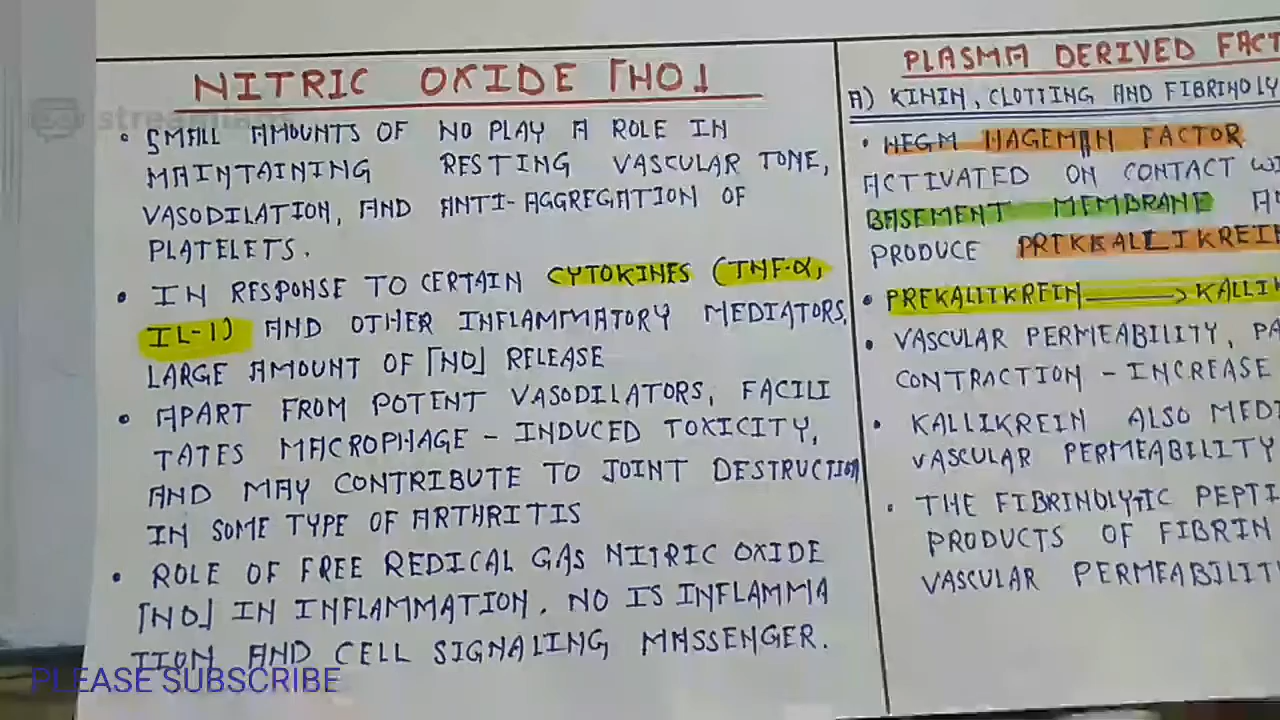 NITRIC OXIDE [NO]
• SMALL AMOUNTS OF NO PLAY A ROLE IN
MAINTAINING RESTING VASCULAR TONE,
VASODILATION, AND ANTI-AGGREGATION OF
PLATELETS.
• IN RESPONSE TO CERTAIN CYTOKINES (TNF-α,
IL-1) AND OTHER INFLAMMATORY MEDIATORS,
LARGE AMOUNT OF [NO] RELEASE
• APART FROM POTENT VASODILATORS, FACILI
TATES MACROPHAGE - INDUCED TOXICITY,
AND MAY CONTRIBUTE TO JOINT DESTRUCTION
IN SOME TYPE OF ARTHRITIS
• ROLE OF FREE REDICAL GAS NITRIC OXIDE
[NO] IN INFLAMMATION. NO IS INFLAMMA
TION AND CELL SIGNALING MASSENGER.
PLASMA DERIVED FACT
A) KININ, CLOTTING AND FIBRINOLY
• HEGM HAGEMAN FACTOR
ACTIVATED ON CONTACT WI
BASEMENT MEMBRANE
PRODUCE PREKALLIKREIN
• PREKALLIKREIN → KALLIK
• VASCULAR PERMEABILITY, PA
CONTRACTION - INCREASE
• KALLIKREIN ALSO MEDI
VASCULAR PERMEABILITY
• THE FIBRINOLYTIC PEPTI
PRODUCTS OF FIBRIN
VASCULAR PERMEABILIT
PLEASE SUBSCRIBE